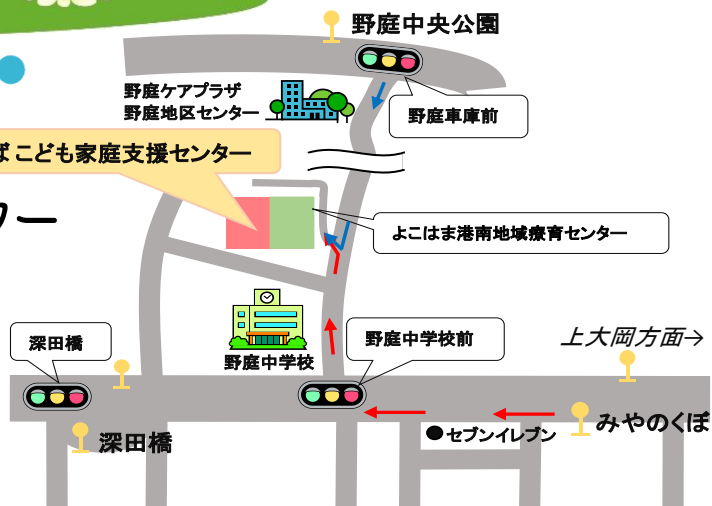 野庭中央公園
野庭ケアプラザ
野庭地区センター
野庭車庫前
ばこども家庭支援センター
ター
よこはま港南地域療育センター
深田橋
野庭中学校
野庭中学校前
上大岡方面→
みやのくぼ
セブンイレブン
深田橋